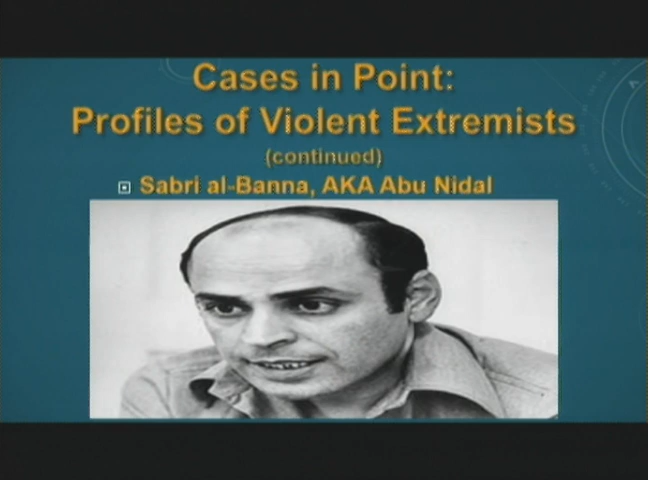 Cases in Point:
Profiles of Violent Extremists
(continued)
Sabri al-Banna, AKA Abu Nidal